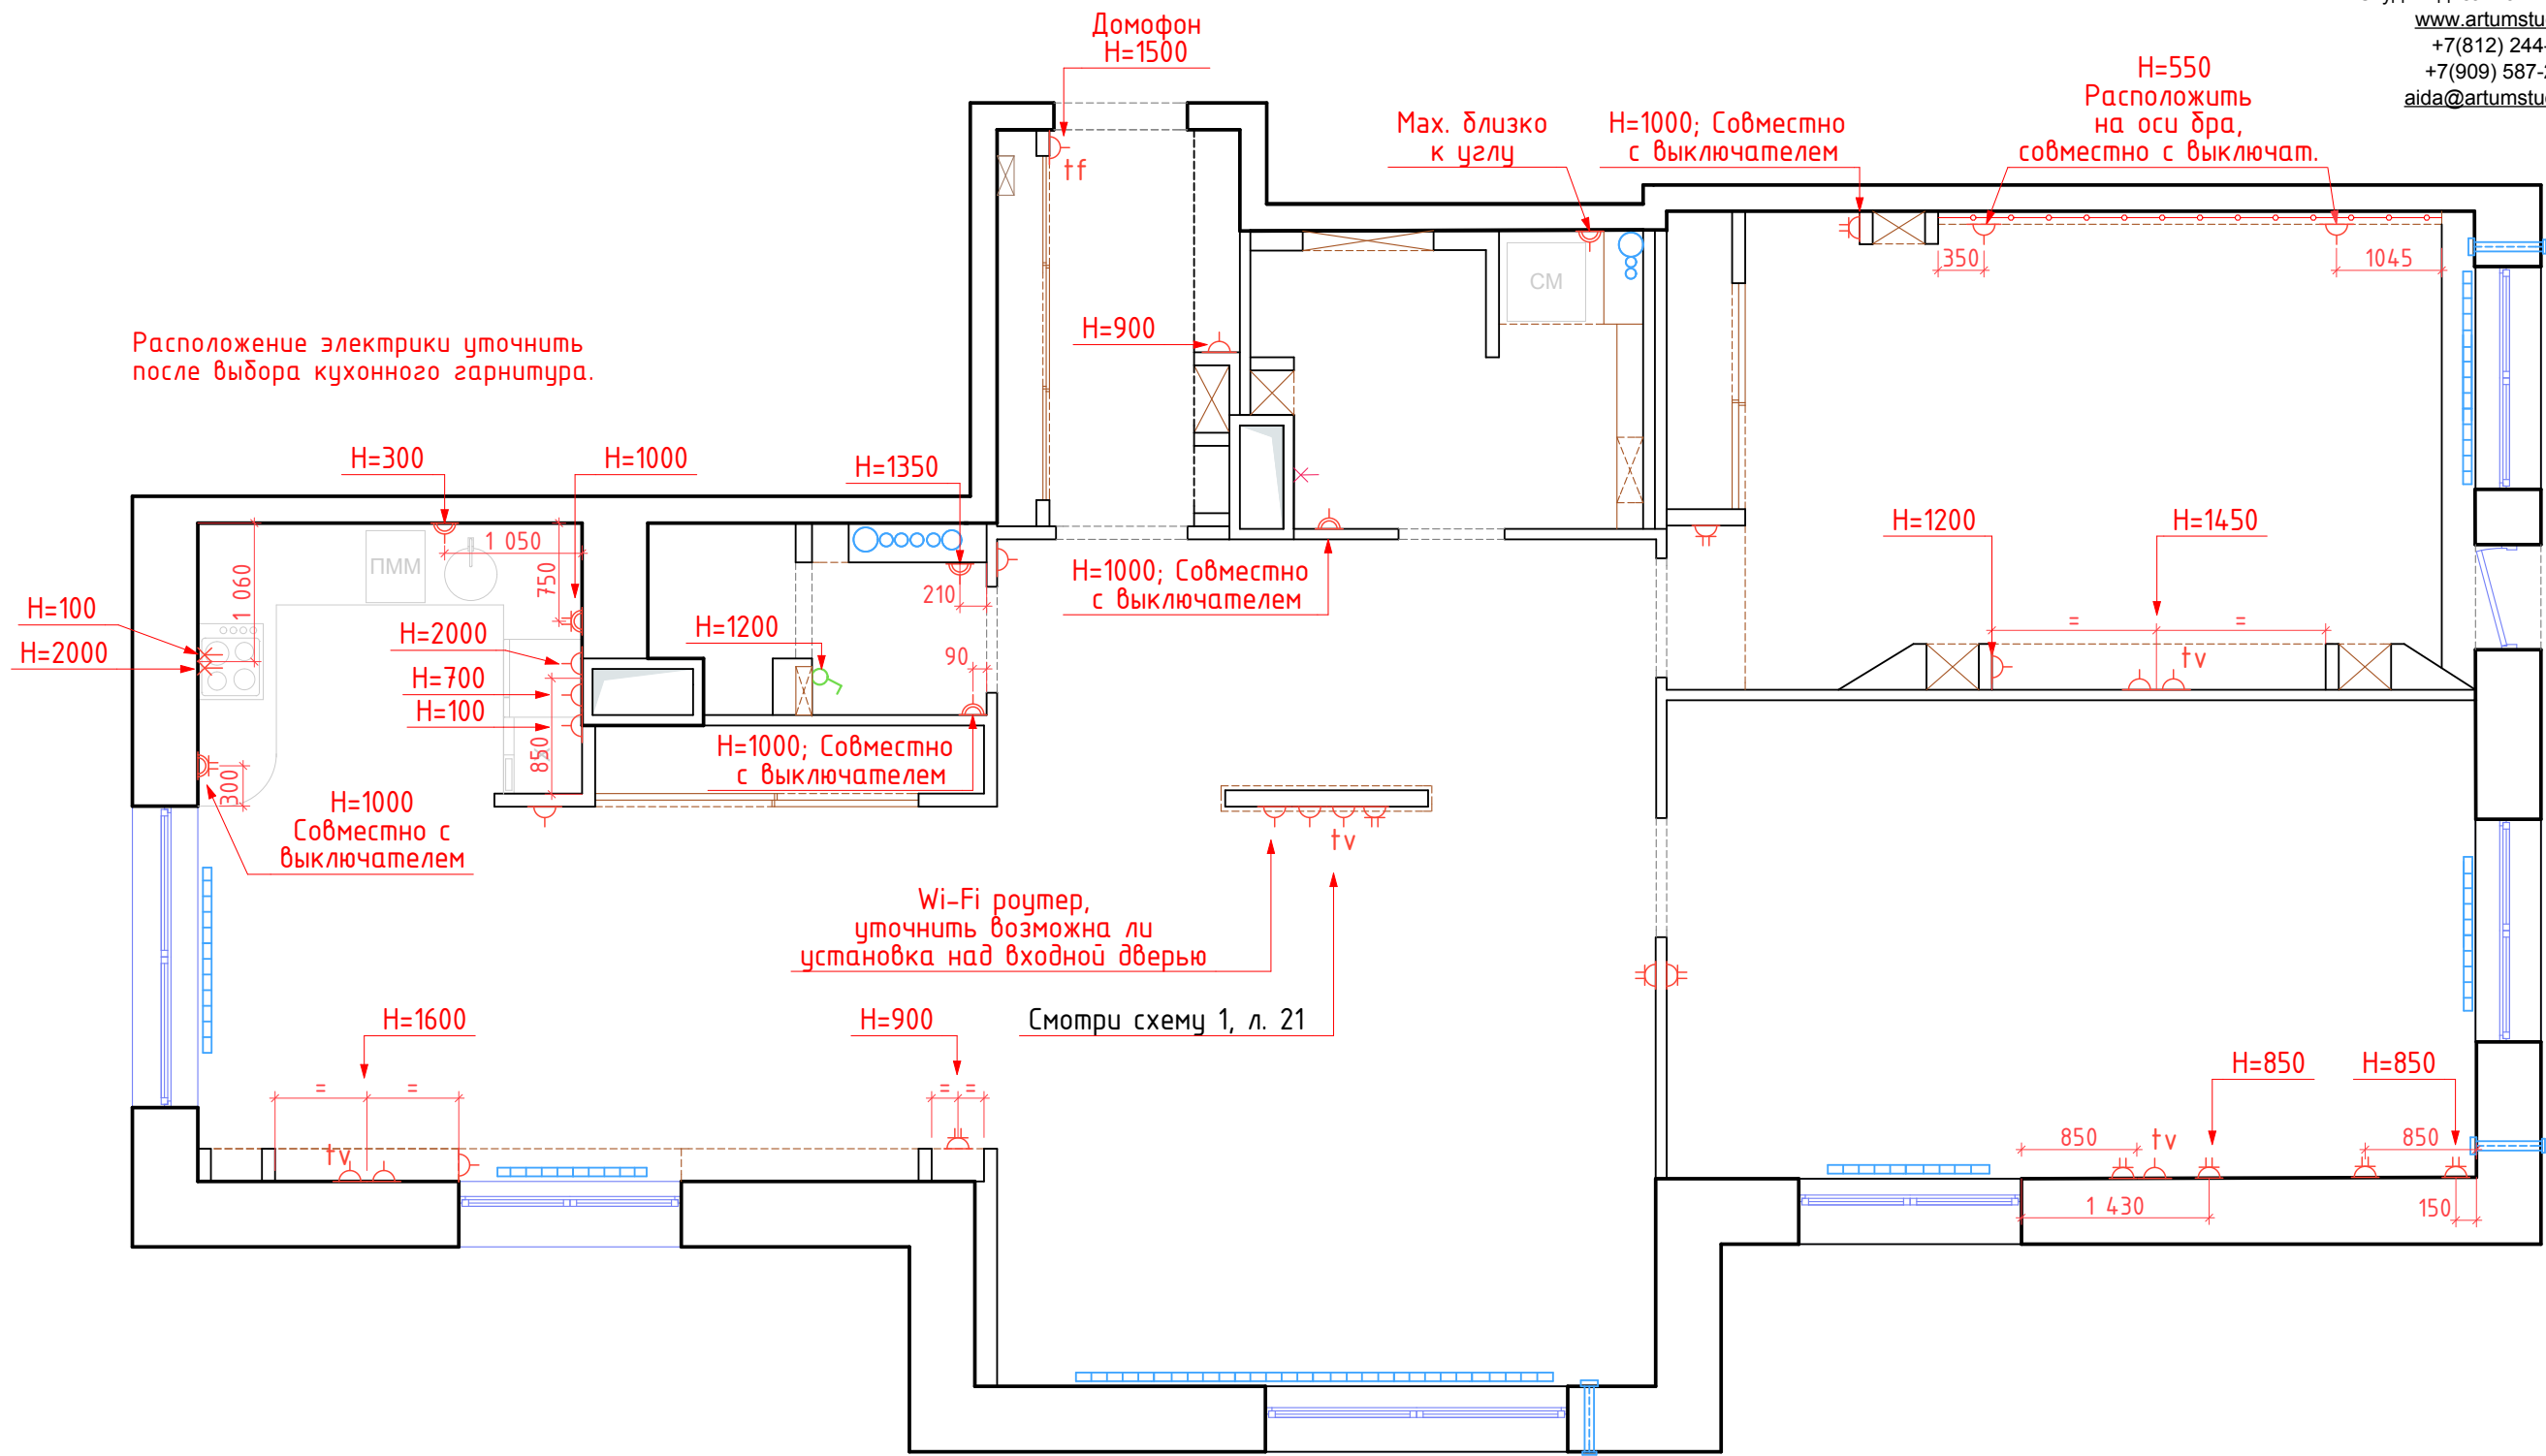 www.artumstu
+7(812) 244-
+7(909) 587-
aida@artumstu
Домофон
H=1500
tf
Max. близко
к углу
H=1000; Совместно
с выключателем
H=550
Расположить
на оси бра,
совместно с выключат.
350
1045
СМ
H=900
Расположение электрики уточнить
после выбора кухонного гарнитура.
H=300
H=1000
H=1350
1 050
750
1 060
ПММ
210
H=1000; Совместно
с выключателем
H=1200
H=1450
=
=
tv
H=100
H=2000
H=2000
H=700
H=100
850
H=1200
90
H=1000; Совместно
с выключателем
300
H=1000
Совместно с
выключателем
tv
Wi-Fi роутер,
уточнить возможна ли
установка над входной дверью
Смотри схему 1, л. 21
H=1600
=
=
tv
H=900
=
=
H=850
H=850
850
tv
850
1 430
150